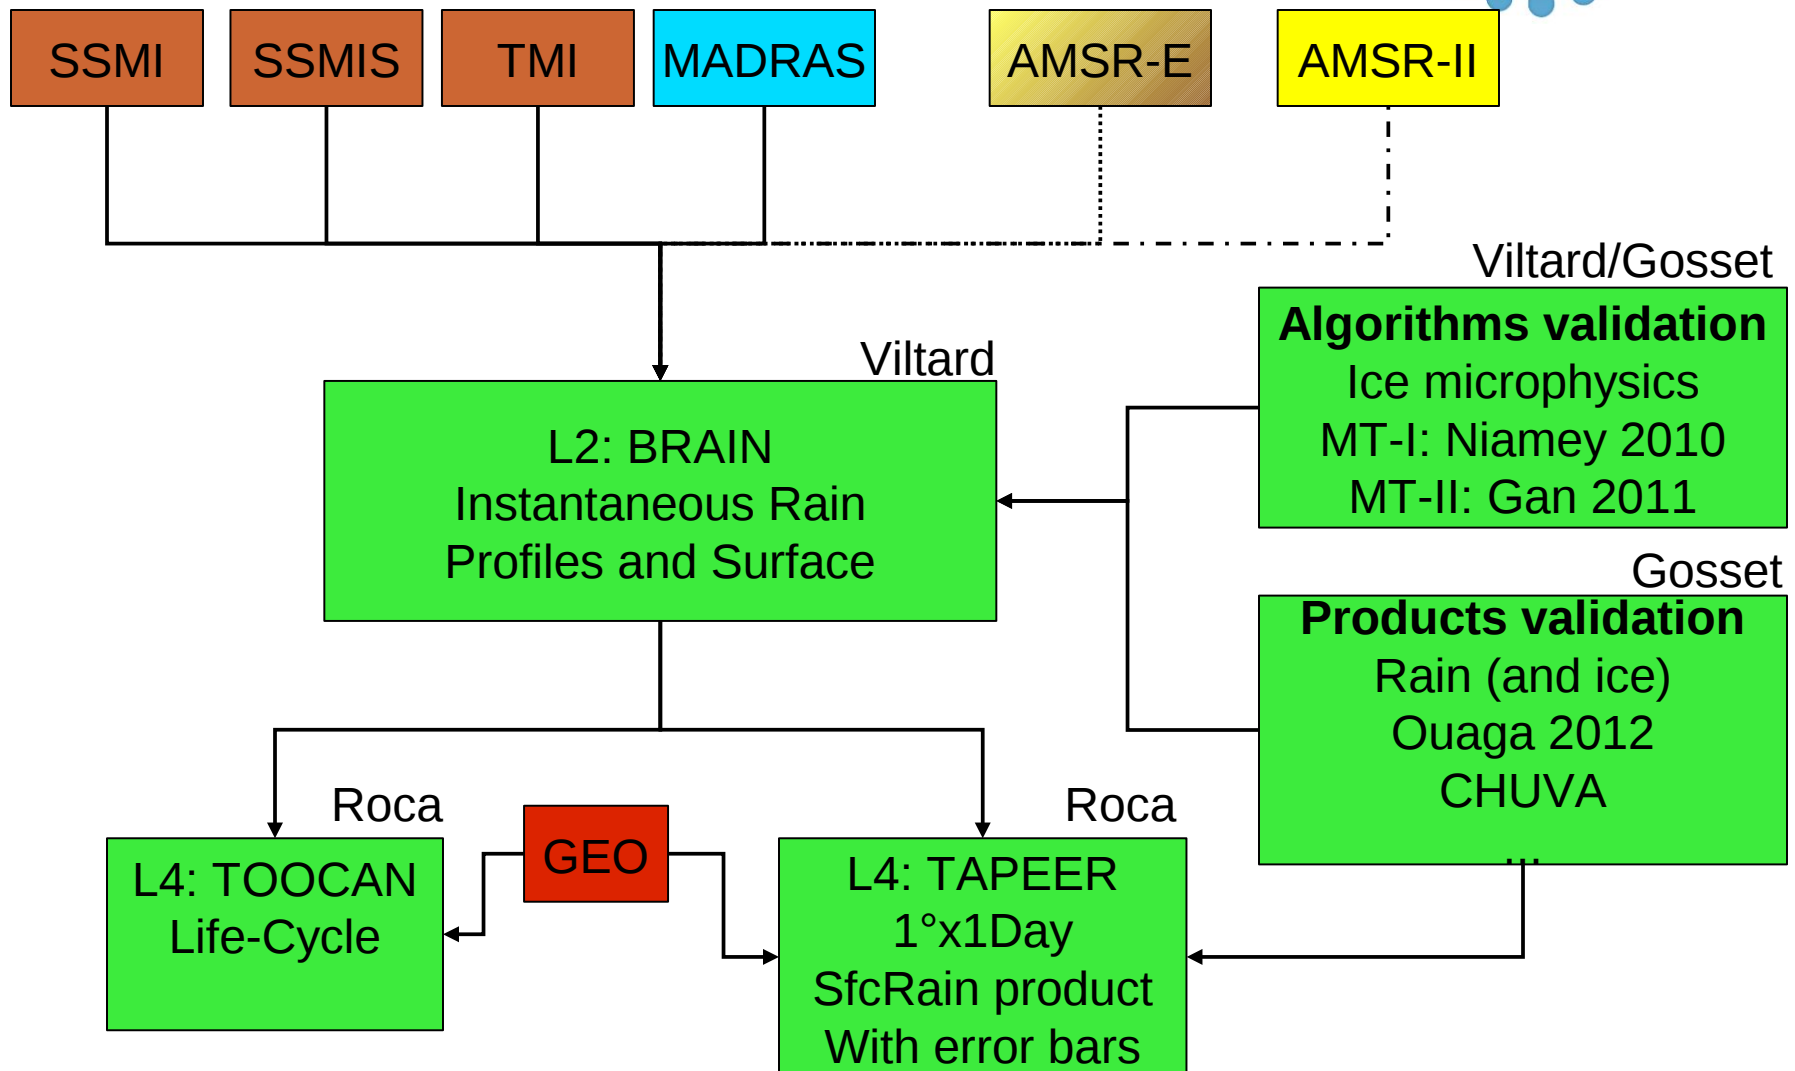 SSMI
SSMIS
TMI
MADRAS
AMSR-E
AMSR-II
Viltard/Gosset
Algorithms validation
Ice microphysics
MT-I: Niamey 2010
MT-II: Gan 2011
Viltard
L2: BRAIN
Instantaneous Rain
Profiles and Surface
Gosset
Products validation
Rain (and ice)
Ouaga 2012
CHUVA
...
Roca
L4: TOOCAN
Life-Cycle
GEO
Roca
L4: TAPEER
1°x1Day
SfcRain product
With error bars